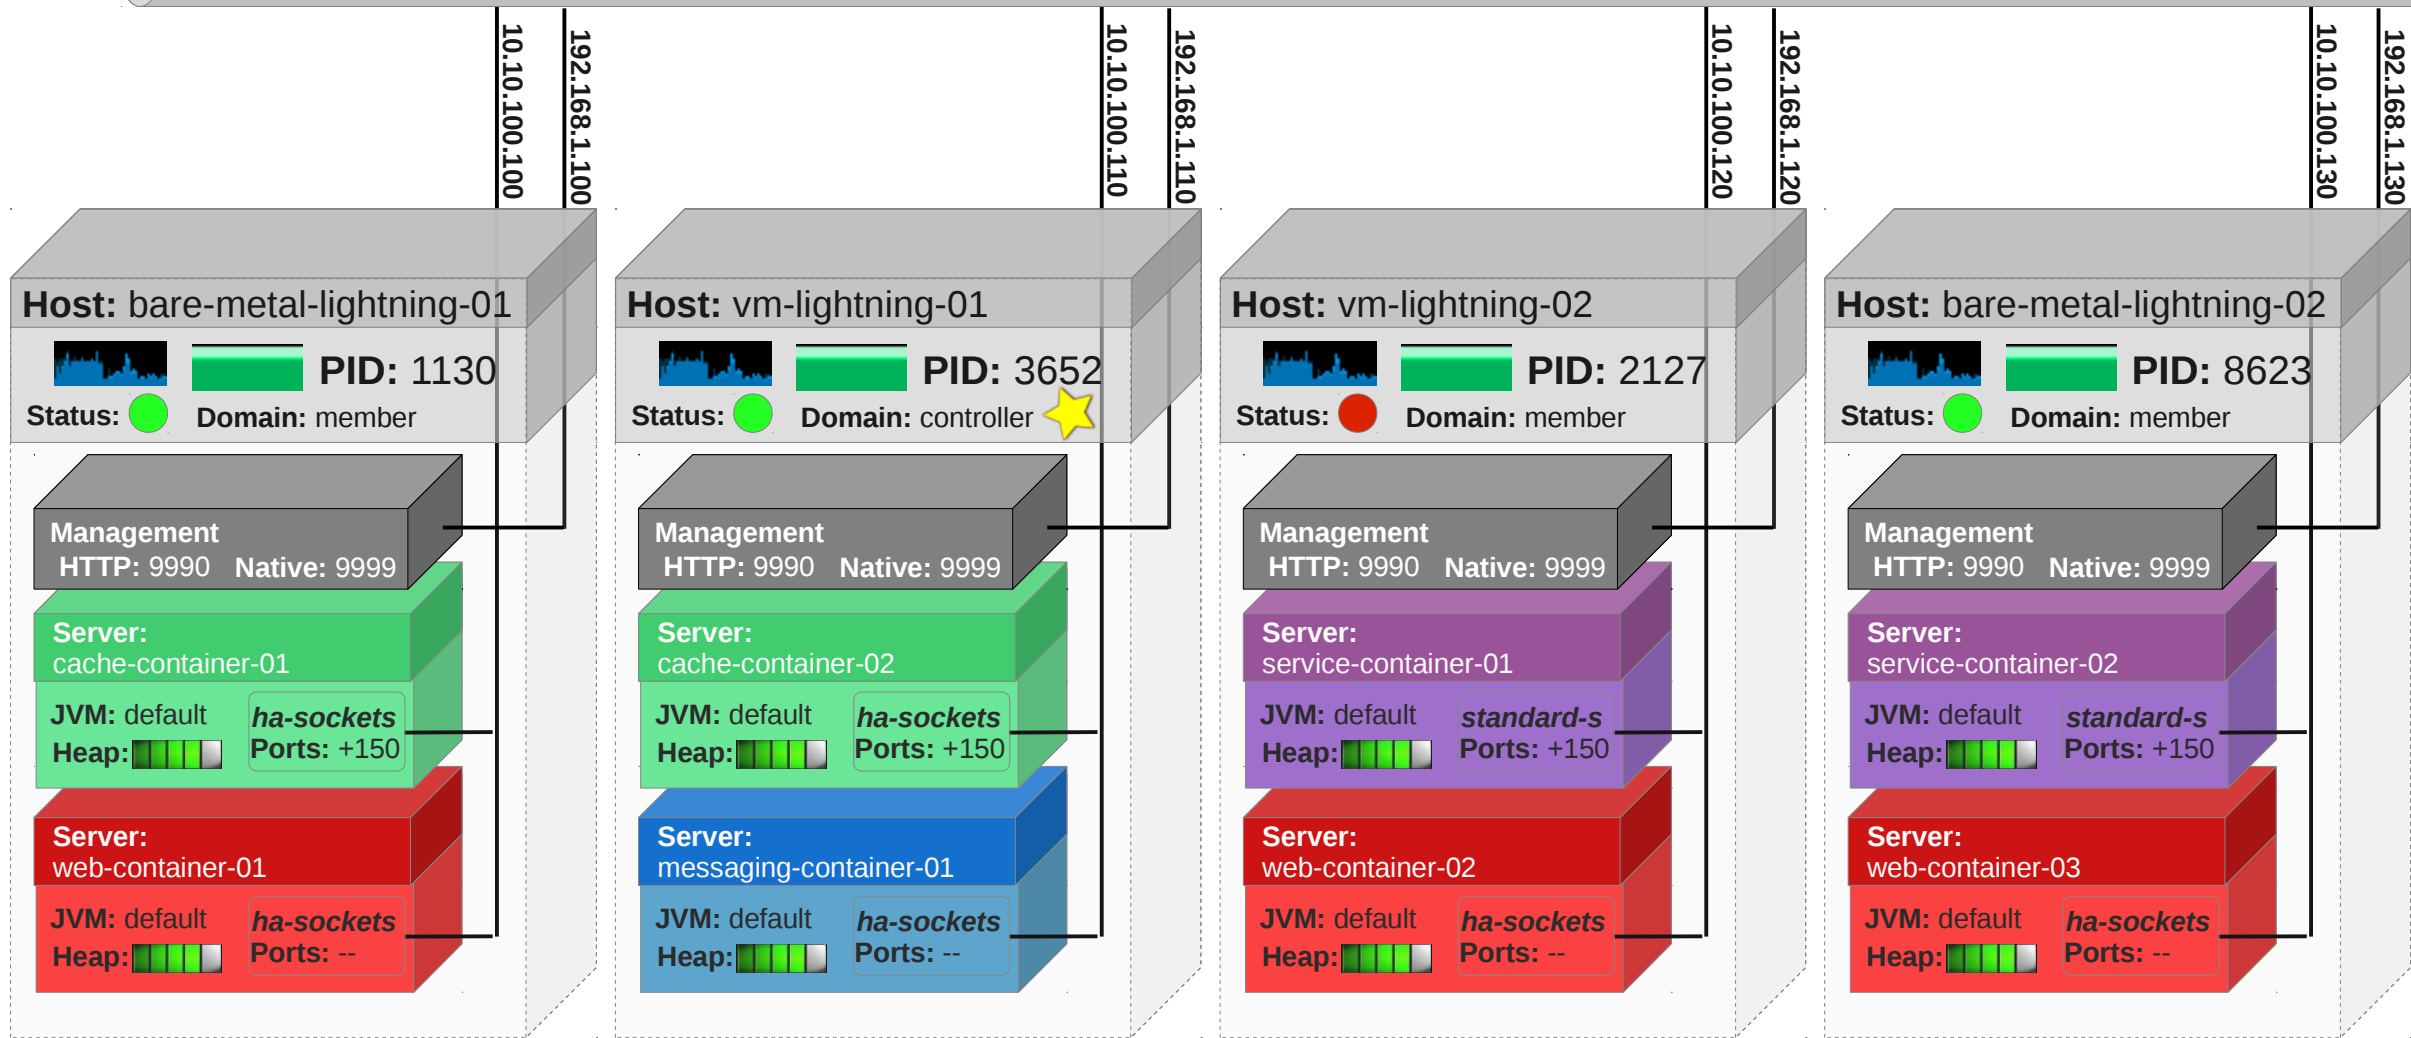 10.10.100.100
192.168.1.100
10.10.100.110
192.168.1.110
10.10.100.120
192.168.1.120
10.10.100.130
192.168.1.130
Host: bare-metal-lightning-01
PID: 1130
Status: Domain: member
Management
HTTP: 9990 Native: 9999
Server:
cache-container-01
JVM: default ha-sockets
Heap: Ports: +150
Server:
web-container-01
JVM: default ha-sockets
Heap: Ports: --
Host: vm-lightning-01
PID: 3652
Status: Domain: controller
Management
HTTP: 9990 Native: 9999
Server:
cache-container-02
JVM: default ha-sockets
Heap: Ports: +150
Server:
messaging-container-01
JVM: default ha-sockets
Heap: Ports: --
Host: vm-lightning-02
PID: 2127
Status: Domain: member
Management
HTTP: 9990 Native: 9999
Server:
service-container-01
JVM: default standard-s
Heap: Ports: +150
Server:
web-container-02
JVM: default ha-sockets
Heap: Ports: --
Host: bare-metal-lightning-02
PID: 8623
Status: Domain: member
Management
HTTP: 9990 Native: 9999
Server:
service-container-02
JVM: default standard-s
Heap: Ports: +150
Server:
web-container-03
JVM: default ha-sockets
Heap: Ports: --